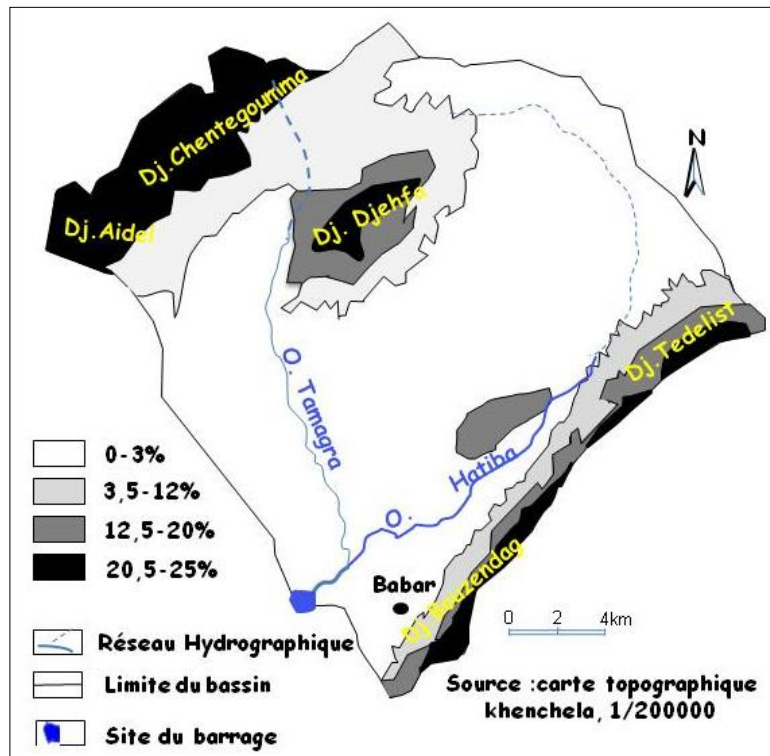 Dj.Chentegoumma
Dj.Aidel
Dj. Djehfa
N
Dj.Tedelist
O. Tamagra
O. Hatiba
0-3%
3,5-12%
12,5-20%
20,5-25%
Babar
Dj Bouzendag
0 2 4km
Réseau Hydrographique
Limite du bassin
Site du barrage
Source :carte topographique
khenchela, 1/200000